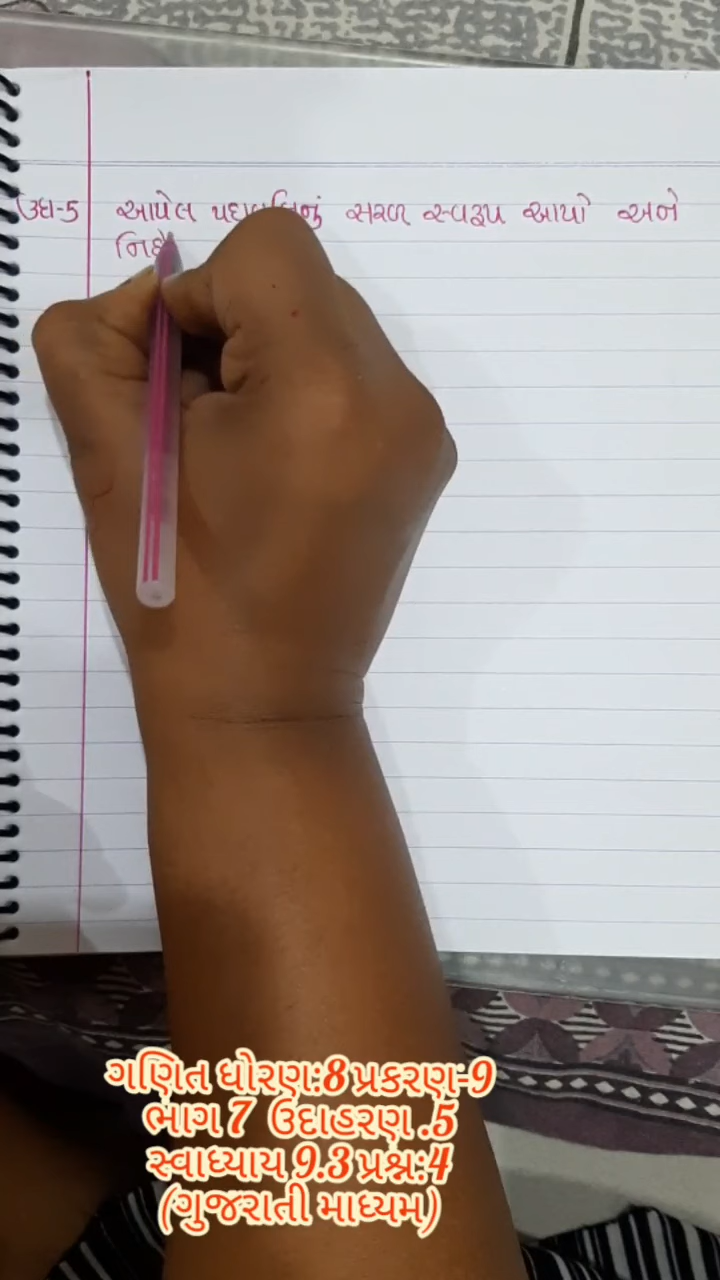 ઉદા-5 આપેલ પદાવલિનું સરળ સ્વરૂપ આપો અને
ગણિત ધોરણ:8 પ્રકરણ-9
ભાગ 7 ઉદાહરણ .5
સ્વાધ્યાય 9.3 પ્રશ્ન:4
(ગુજરાતી માધ્યમ)